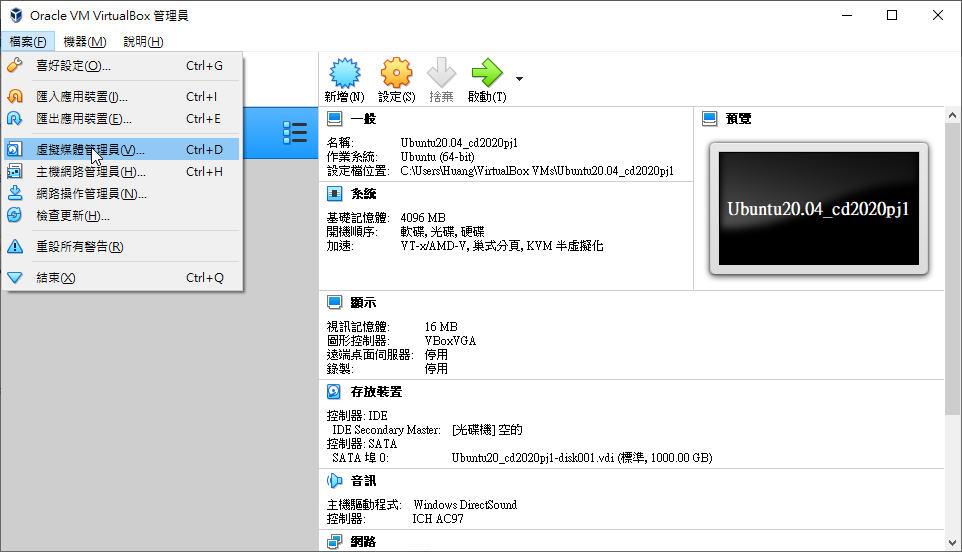 Oracle VM VirtualBox 管理員
檔案(F) 機器(M) 說明(H)
喜好設定(O)... Ctrl+G
匯入應用裝置(I)... Ctrl+I
匯出應用裝置(E)... Ctrl+E
虛擬媒體管理員(V)... Ctrl+D
主機網路管理員(H)... Ctrl+H
網路操作管理員(N)...
檢查更新(H)...
重設所有警告(R)
結束(X) Ctrl+Q
新增(N) 設定(S) 捨棄 啟動(T)
一般
名稱: Ubuntu20.04_cd2020pj1
作業系統: Ubuntu (64-bit)
設定檔位置: C:\Users\Huang\VirtualBox VMs\Ubuntu20.04_cd2020pj1
系統
基礎記憶體: 4096 MB
開機順序: 軟碟, 光碟, 硬碟
加速: VT-x/AMD-V, 巢式分頁, KVM 半虛擬化
預覽
Ubuntu20.04_cd2020pj1
顯示
視訊記憶體: 16 MB
圖形控制器: VBoxVGA
遠端桌面伺服器: 停用
錄製: 停用
存放裝置
控制器: IDE
IDE Secondary Master: [光碟機] 空的
控制器: SATA
SATA 埠 0: Ubuntu20_cd2020pj1-disk001.vdi (標準, 1000.00 GB)
音訊
主機驅動程式: Windows DirectSound
控制器: ICH AC97
網路